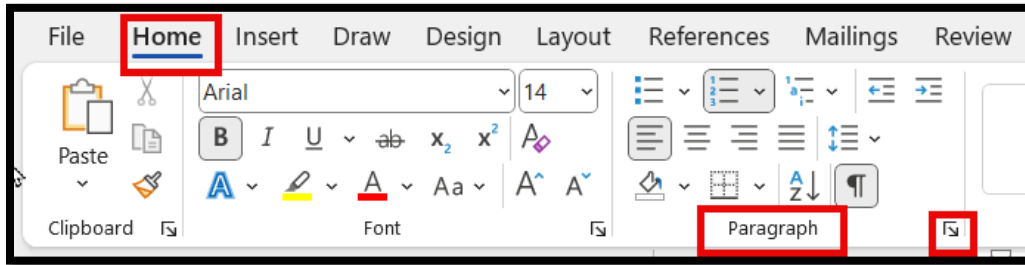 File Home Insert Draw Design Layout References Mailings Review
Arial 14
B I U ab x₂ x² A
Paste
A A Aa A A A Z ¶
Clipboard Font Paragraph